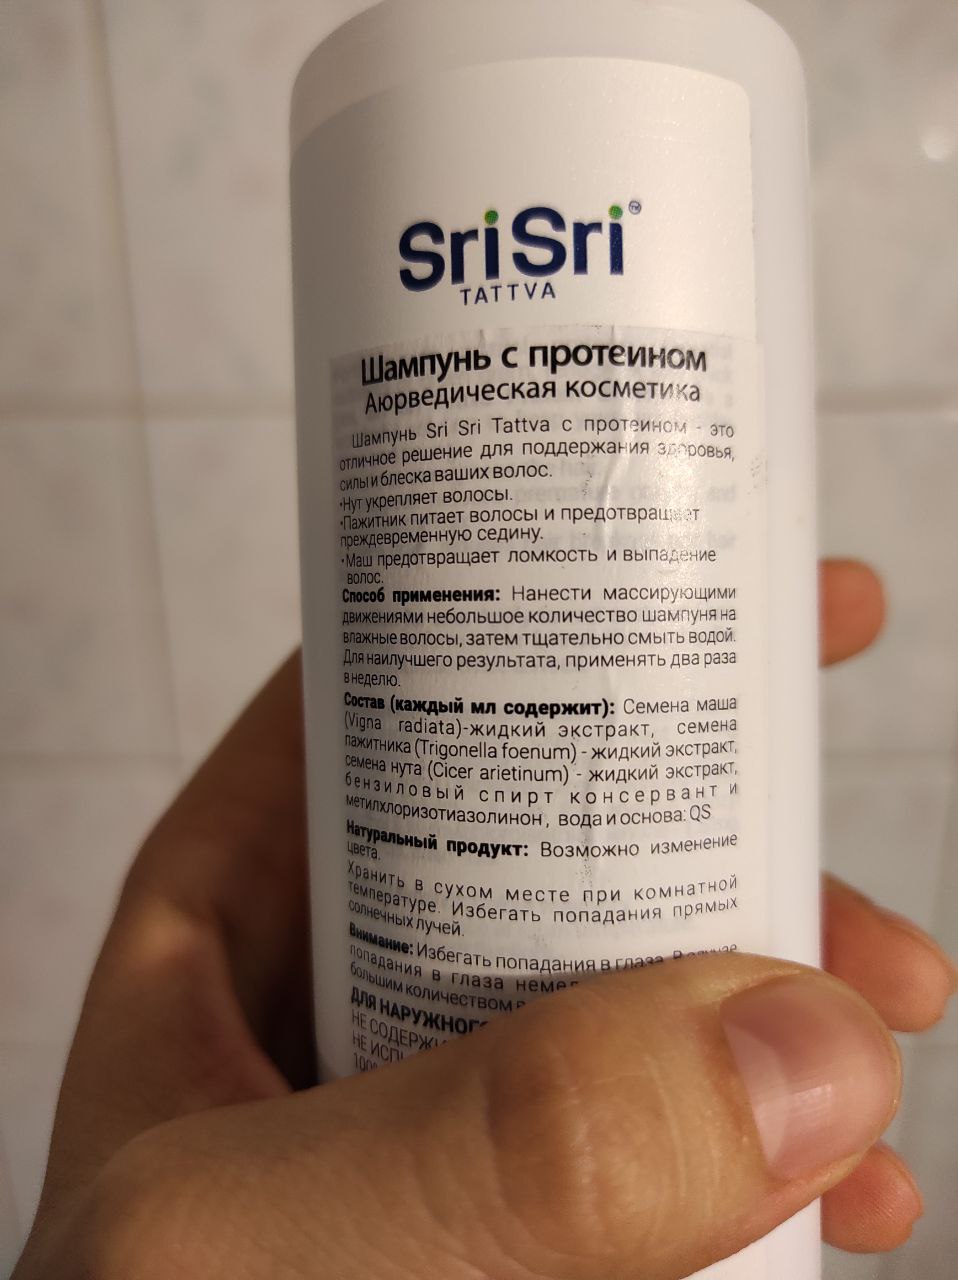 SriSri
TATTVA
Шампунь с протеином
Аюрведическая косметика
Шампунь Sri Sri Tattva с протеином - это
отличное решение для поддержания здоровья,
силы и блеска ваших волос.
•Нут укрепляет волосы.
•Пажитник питает волосы и предотвращает
преждевременную седину.
•Маш предотвращает ломкость и выпадение
волос.
Способ применения: Нанести массирующими
движениями небольшое количество шампуня на
влажные волосы, затем тщательно смыть водой.
Для наилучшего результата, применять два раза
в неделю.
Состав (каждый мл содержит): Семена маша
(Vigna radiata)-жидкий экстракт, семена
пажитника (Trigonella foenum) - жидкий экстракт,
семена нута (Cicer arietinum) - жидкий экстракт,
бензиловый спирт консервант и
метилхлоризотиазолинон, вода и основа: QS
Натуральный продукт: Возможно изменение
цвета.
Хранить в сухом месте при комнатной
температуре. Избегать попадания прямых
солнечных лучей.
Внимание: Избегать попадания в глаза. В случае
попадания в глаза
большим количеством
ДЛЯ
НЕ
НЕ